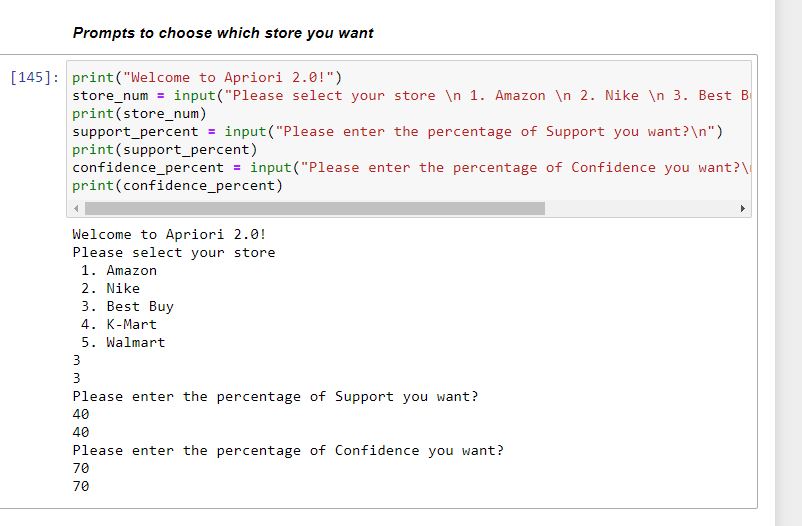 Prompts to choose which store you want
[145]: print("Welcome to Apriori 2.0!")
store_num = input("Please select your store \n 1. Amazon \n 2. Nike \n 3. Best
print(store_num)
support_percent = input("Please enter the percentage of Support you want?\n")
print(support_percent)
confidence_percent = input("Please enter the percentage of Confidence you want?\
print(confidence_percent)
Welcome to Apriori 2.0!
Please select your store
1. Amazon
2. Nike
3. Best Buy
4. K-Mart
5. Walmart
3
3
Please enter the percentage of Support you want?
40
40
Please enter the percentage of Confidence you want?
70
70